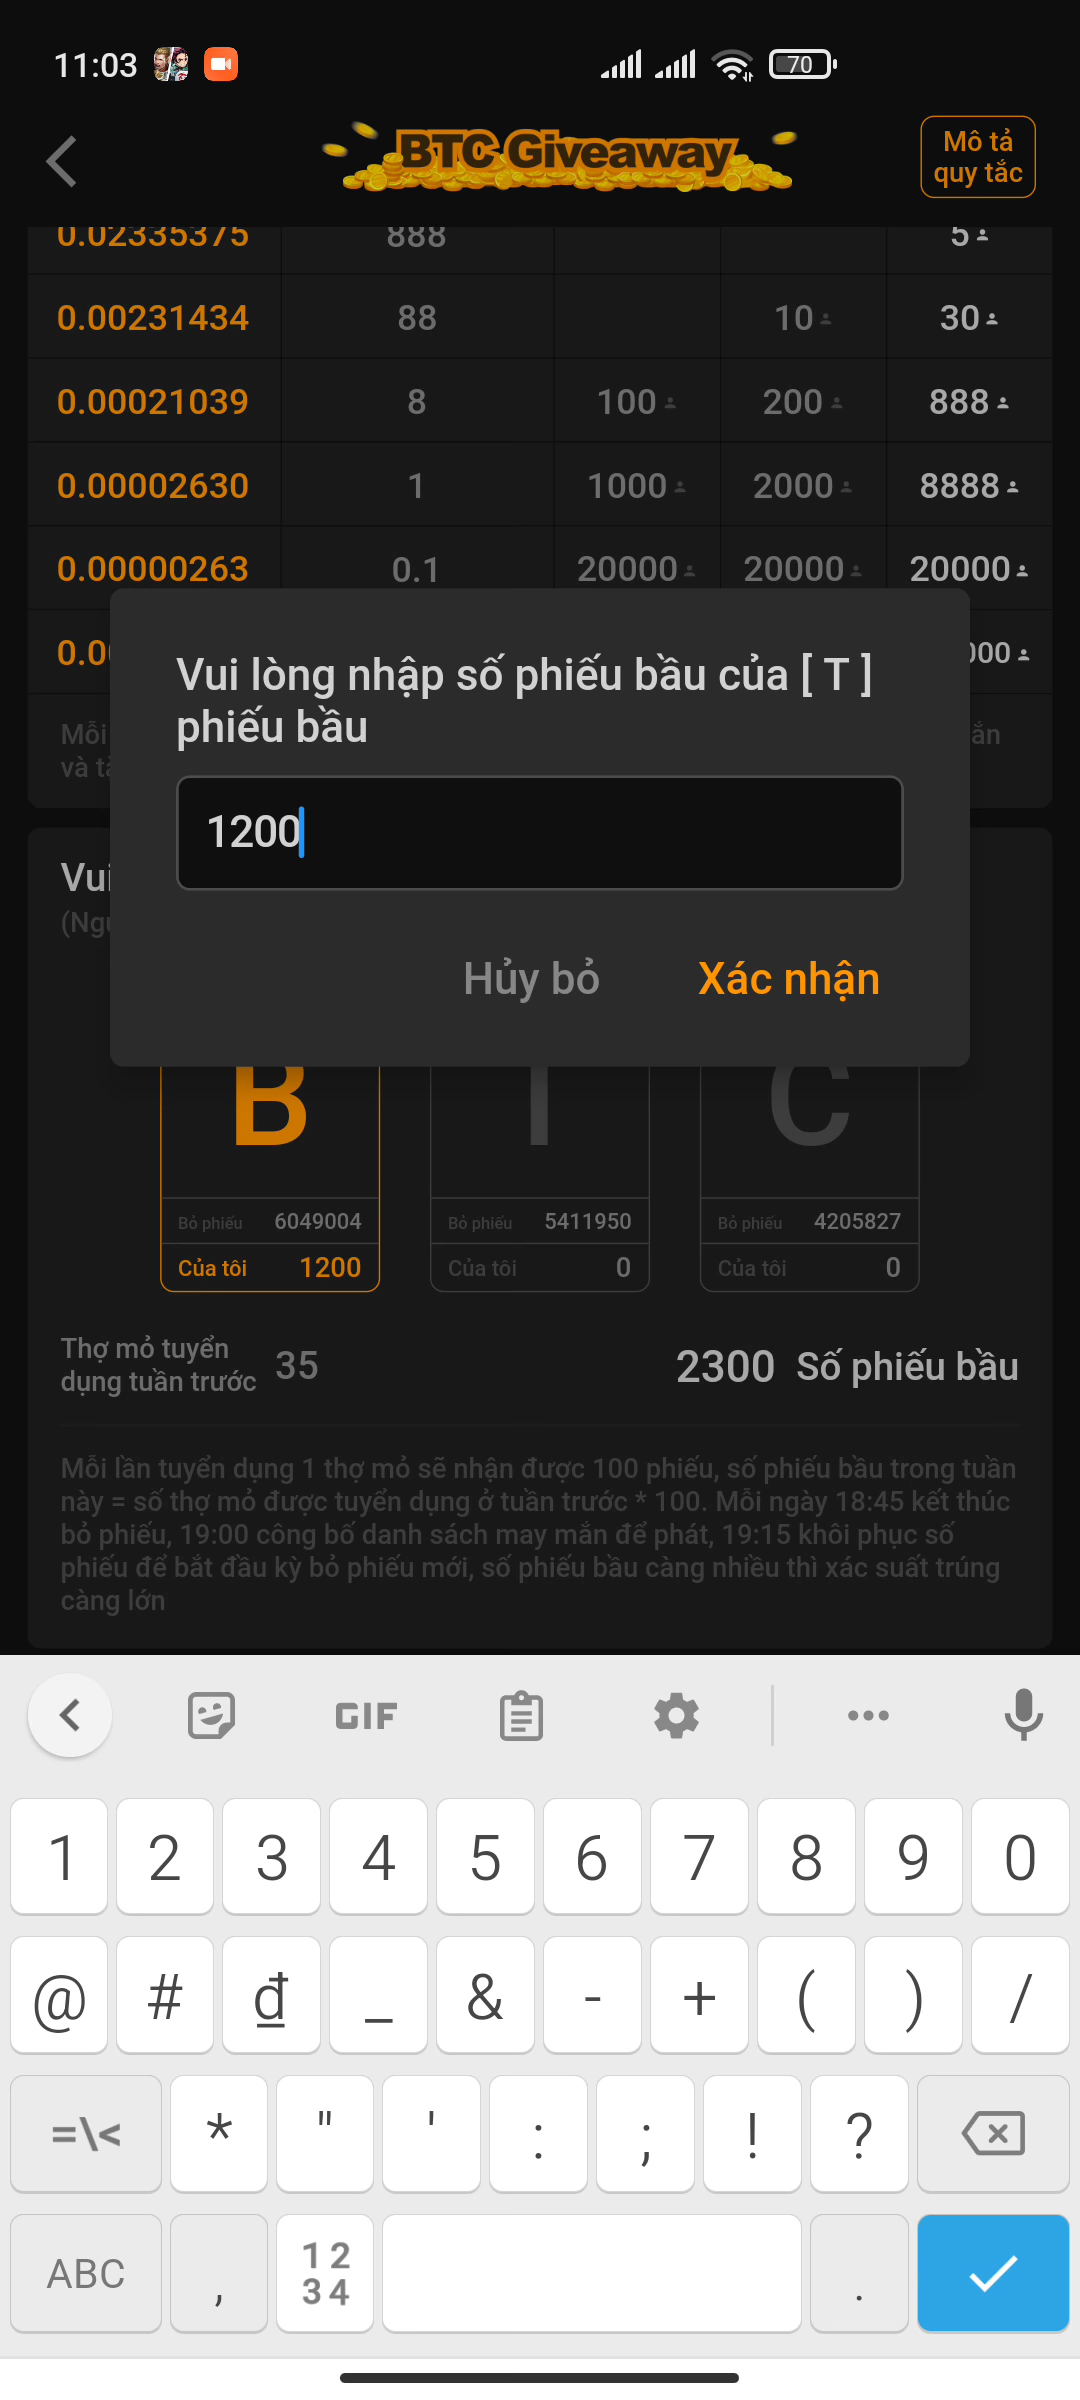 11:03
70
BTC Giveaway
Mô tả
quy tắc
0.02335375 888 5
0.00231434 88 10 30
0.00021039 8 100 200 888
0.00002630 1 1000 2000 8888
0.00000263 0.1 20000 20000 20000
Vui lòng nhập số phiếu bầu của [ T ]
phiếu bầu
1200
Hủy bỏ Xác nhận
Mỗi
và
Vui
B T C
Bỏ phiếu 6049004 Bỏ phiếu 5411950 Bỏ phiếu 4205827
Của tôi 1200 Của tôi 0 Của tôi 0
Thợ mỏ tuyển
dụng tuần trước 35 2300 Số phiếu bầu
Mỗi lần tuyển dụng 1 thợ mỏ sẽ nhận được 100 phiếu, số phiếu bầu trong tuần
này = số thợ mỏ được tuyển dụng ở tuần trước * 100. Mỗi ngày 18:45 kết thúc
bỏ phiếu, 19:00 công bố danh sách may mắn để phát, 19:15 khôi phục số
phiếu để bắt đầu kỳ bỏ phiếu mới, số phiếu bầu càng nhiều thì xác suất trúng
càng lớn
GIF
1 2 3 4 5 6 7 8 9 0
@ # ₫ _ & - + ( ) /
=\< * " ' : ; ! ?
ABC , 1 2 3 4 .